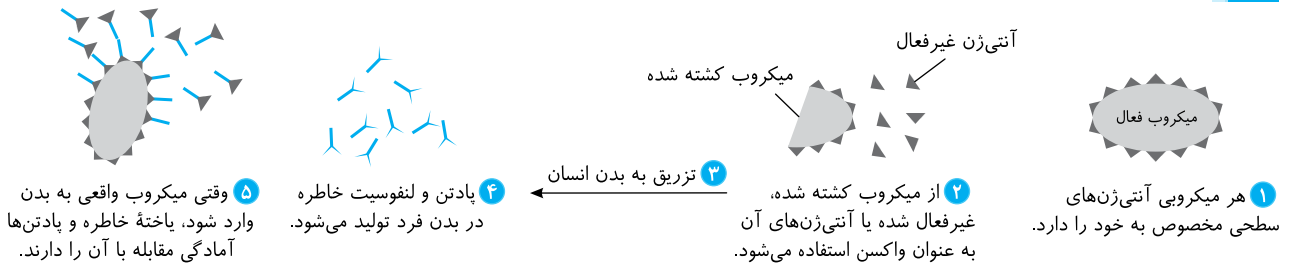 میکروب فعال
۱ هر میکروبی آنتی‌ژن‌های
سطحی مخصوص به خود را دارد.
آنتی‌ژن غیرفعال
میکروب کشته شده
۲ از میکروب کشته شده،
غیرفعال شده یا آنتی‌ژن‌های آن
به عنوان واکسن استفاده می‌شود.
۳ تزریق به بدن انسان
۴ پادتن و لنفوسیت خاطره
در بدن فرد تولید می‌شود.
۵ وقتی میکروب واقعی به بدن
وارد شود، یاختهٔ خاطره و پادتن‌ها
آمادگی مقابله با آن را دارند.